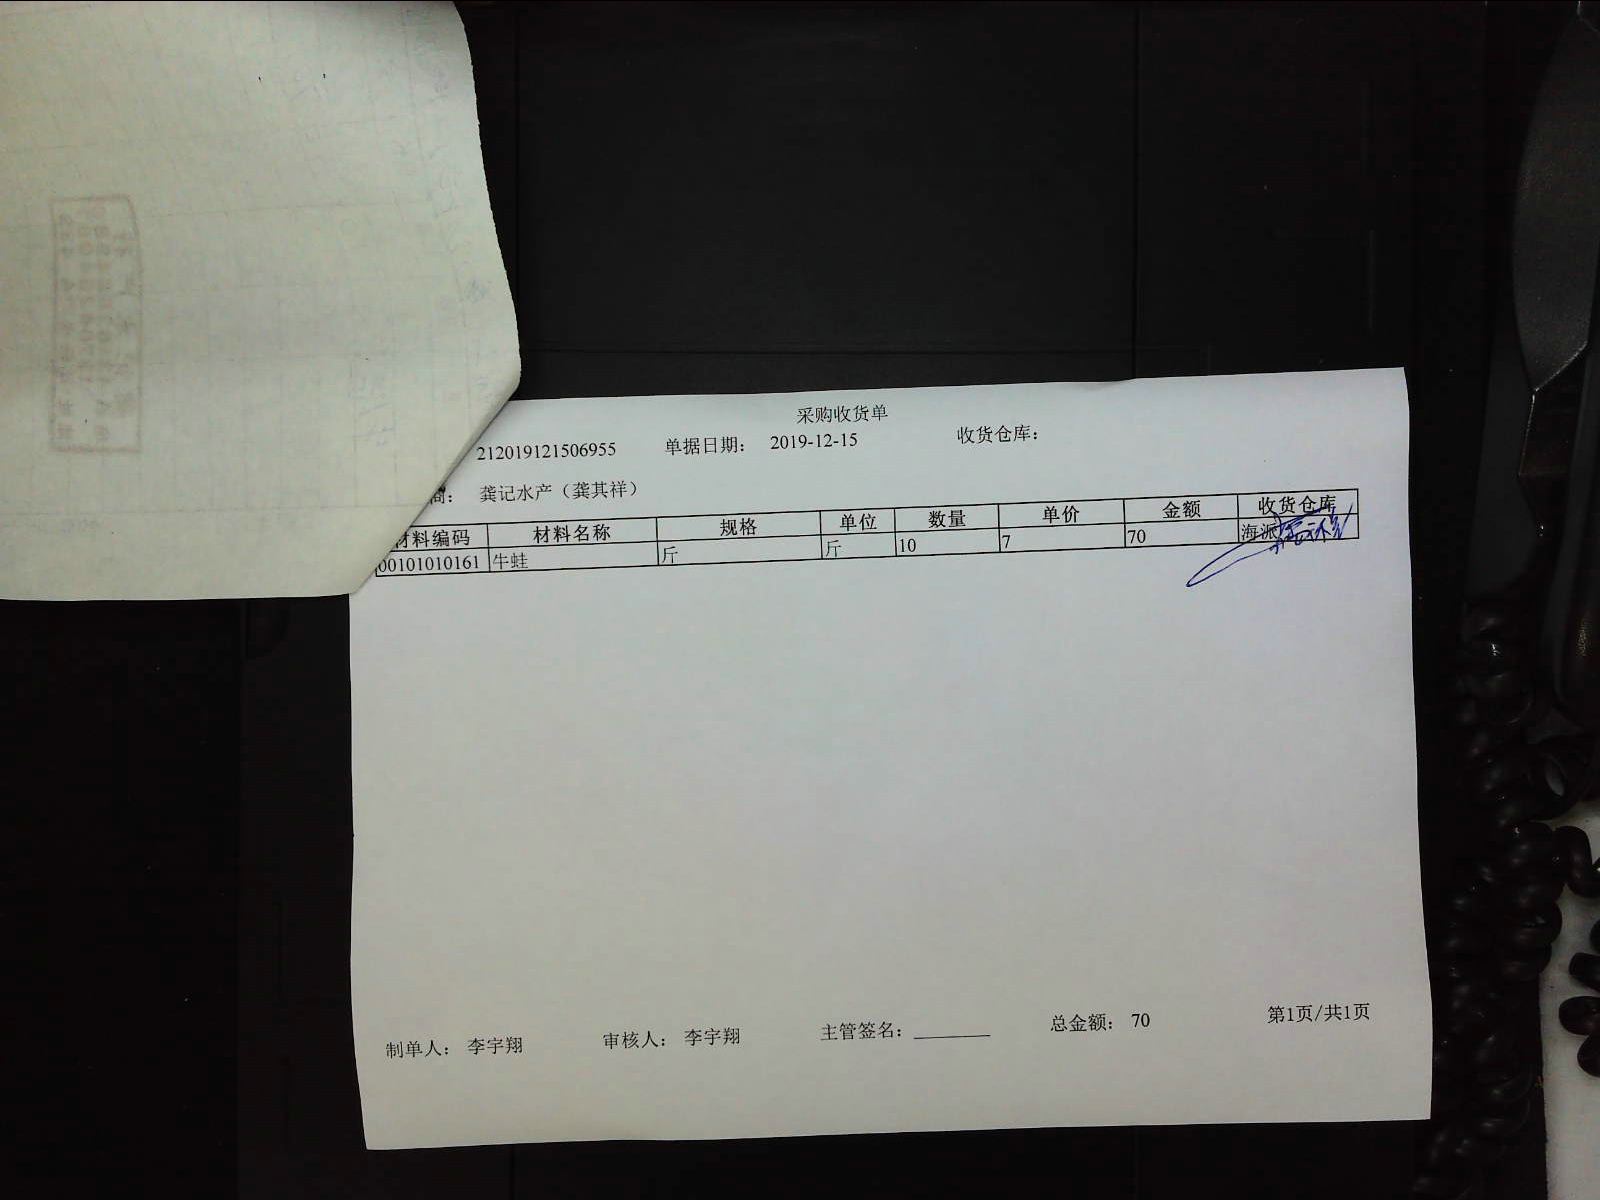 采购收货单
212019121506955 单据日期： 2019-12-15 收货仓库：
商： 龚记水产（龚其祥）
材料编码 材料名称 规格 单位 数量 单价 金额 收货仓库
00101010161 牛蛙 斤 斤 10 7 70 海派
制单人： 李宇翔 审核人： 李宇翔 主管签名： 总金额： 70 第1页/共1页